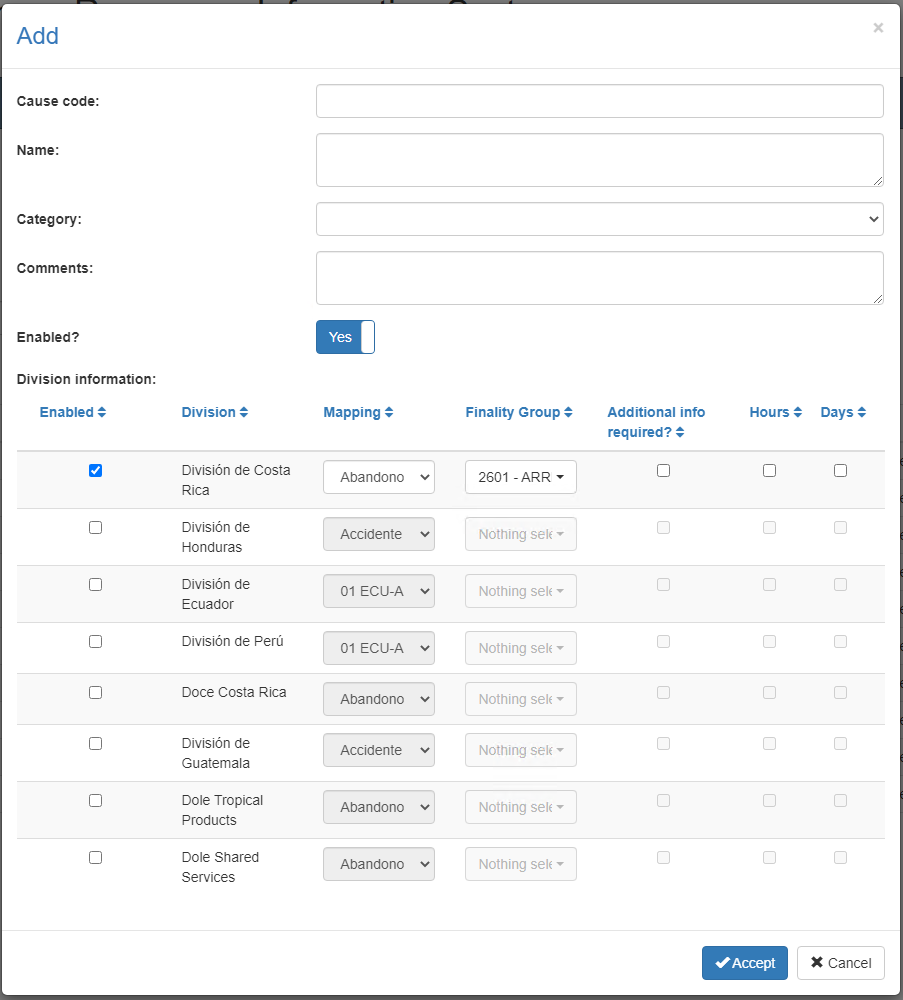 Add
×
Cause code:
Name:
Category:
Comments:
Enabled?
Yes
Division information:
Enabled
Division
Mapping
Finality Group
Additional info
required?
Hours
Days
División de Costa
Rica
Abandono
2601 - ARR
División de
Honduras
Accidente
Nothing sele
División de
Ecuador
01 ECU-A
Nothing sele
División de Perú
01 ECU-A
Nothing sele
Doce Costa Rica
Abandono
Nothing sele
División de
Guatemala
Accidente
Nothing sele
Dole Tropical
Products
Abandono
Nothing sele
Dole Shared
Services
Abandono
Nothing sele
Accept
Cancel